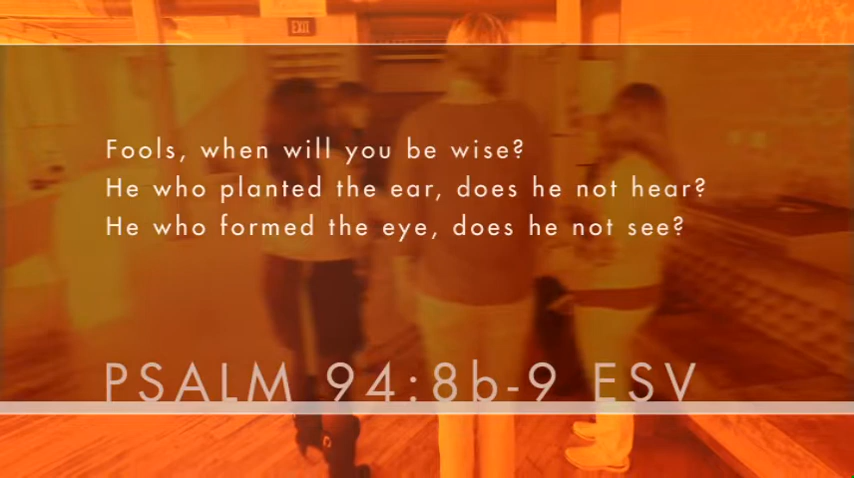 EXIT
Fools, when will you be wise?
He who planted the ear, does he not hear?
He who formed the eye, does he not see?
PSALM 94:8b-9 ESV